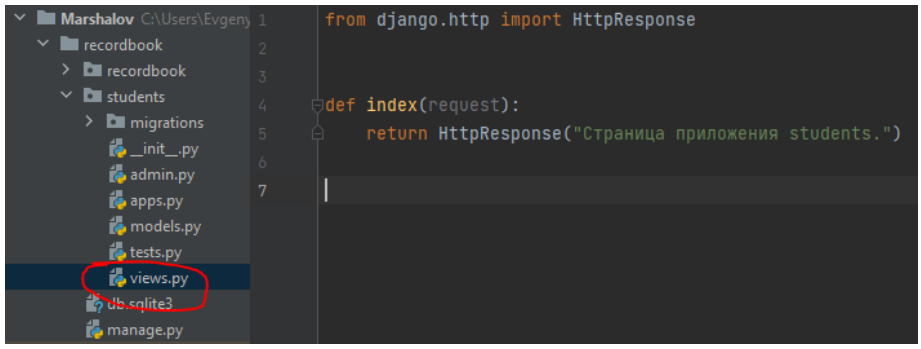 Marshalov C:\Users\Evgeny
recordbook
recordbook
students
migrations
__init__.py
admin.py
apps.py
models.py
tests.py
views.py
db.sqlite3
manage.py
1 from django.http import HttpResponse
2
3
4 def index(request):
5 return HttpResponse("Страница приложения students.")
6
7